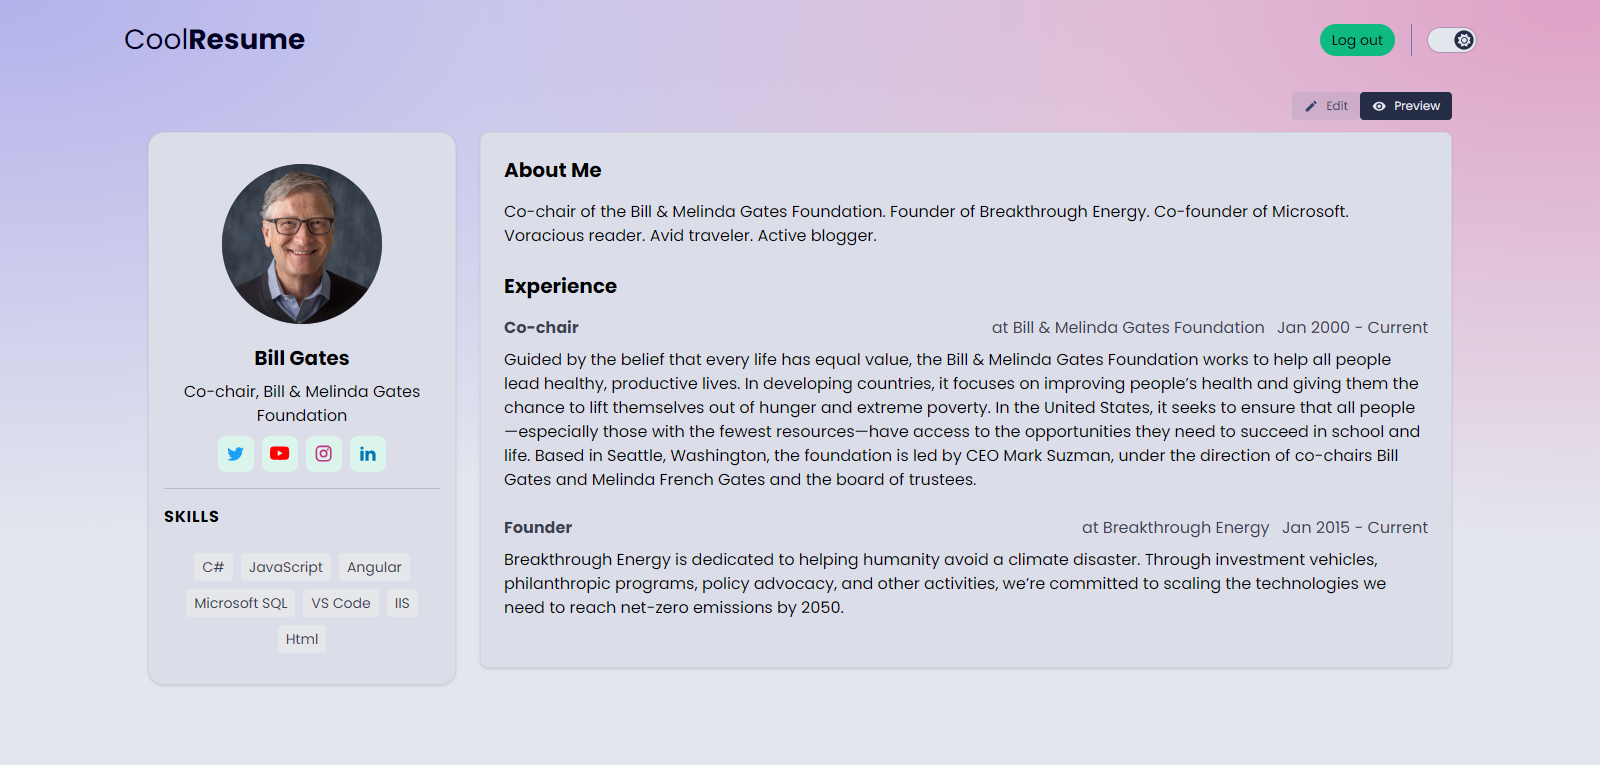 CoolResume
Log out
Edit
Preview
Bill Gates
Co-chair, Bill & Melinda Gates
Foundation
SKILLS
C# JavaScript Angular
Microsoft SQL VS Code IIS
Html
About Me
Co-chair of the Bill & Melinda Gates Foundation. Founder of Breakthrough Energy. Co-founder of Microsoft.
Voracious reader. Avid traveler. Active blogger.
Experience
Co-chair at Bill & Melinda Gates Foundation Jan 2000 - Current
Guided by the belief that every life has equal value, the Bill & Melinda Gates Foundation works to help all people
lead healthy, productive lives. In developing countries, it focuses on improving people’s health and giving them the
chance to lift themselves out of hunger and extreme poverty. In the United States, it seeks to ensure that all people
—especially those with the fewest resources—have access to the opportunities they need to succeed in school and
life. Based in Seattle, Washington, the foundation is led by CEO Mark Suzman, under the direction of co-chairs Bill
Gates and Melinda French Gates and the board of trustees.
Founder at Breakthrough Energy Jan 2015 - Current
Breakthrough Energy is dedicated to helping humanity avoid a climate disaster. Through investment vehicles,
philanthropic programs, policy advocacy, and other activities, we’re committed to scaling the technologies we
need to reach net-zero emissions by 2050.